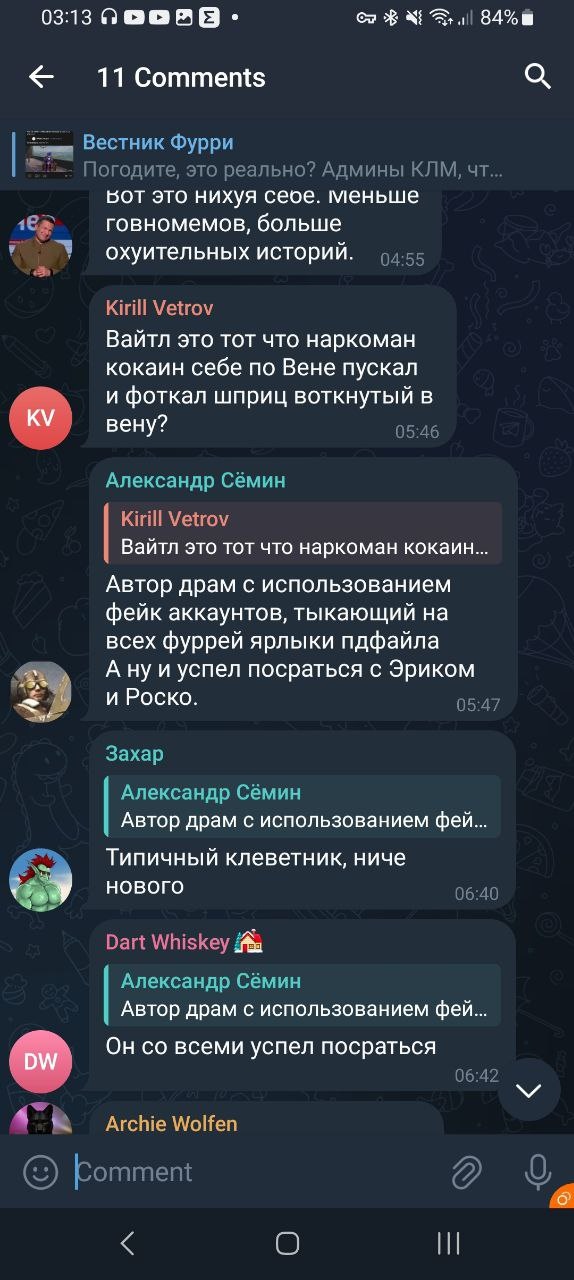 03:13
84%
11 Comments
Вестник Фурри
Погодите, это реально? Админы КЛМ, чт...
Вот это нихуя себе. Меньше
говномемов, больше
охуительных историй.
04:55
Kirill Vetrov
Вайтл это тот что наркоман
кокаин себе по Вене пускал
и фоткал шприц воткнутый в
вену?
05:46
KV
Александр Сёмин
Kirill Vetrov
Вайтл это тот что наркоман кокаин...
Автор драм с использованием
фейк аккаунтов, тыкающий на
всех фуррей ярлыки пдфайла
А ну и успел посраться с Эриком
и Роско.
05:47
Захар
Александр Сёмин
Автор драм с использованием фей...
Типичный клеветник, ниче
нового
06:40
Dart Whiskey
Александр Сёмин
Автор драм с использованием фей...
Он со всеми успел посраться
06:42
DW
Archie Wolfen
Comment